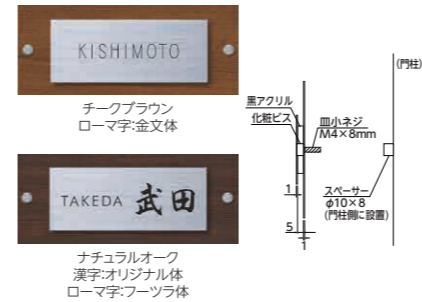 KISHIMOTO
チークブラウン
ローマ字:金文体
TAKEDA 武田
ナチュラルオーク
漢字:オリジナル体
ローマ字:フーツラ体
(門柱)
黒アクリル
化粧ビス
皿小ネジ
M4×8mm
1
5
1
スペーサー
φ10×8
(門柱側に設置)